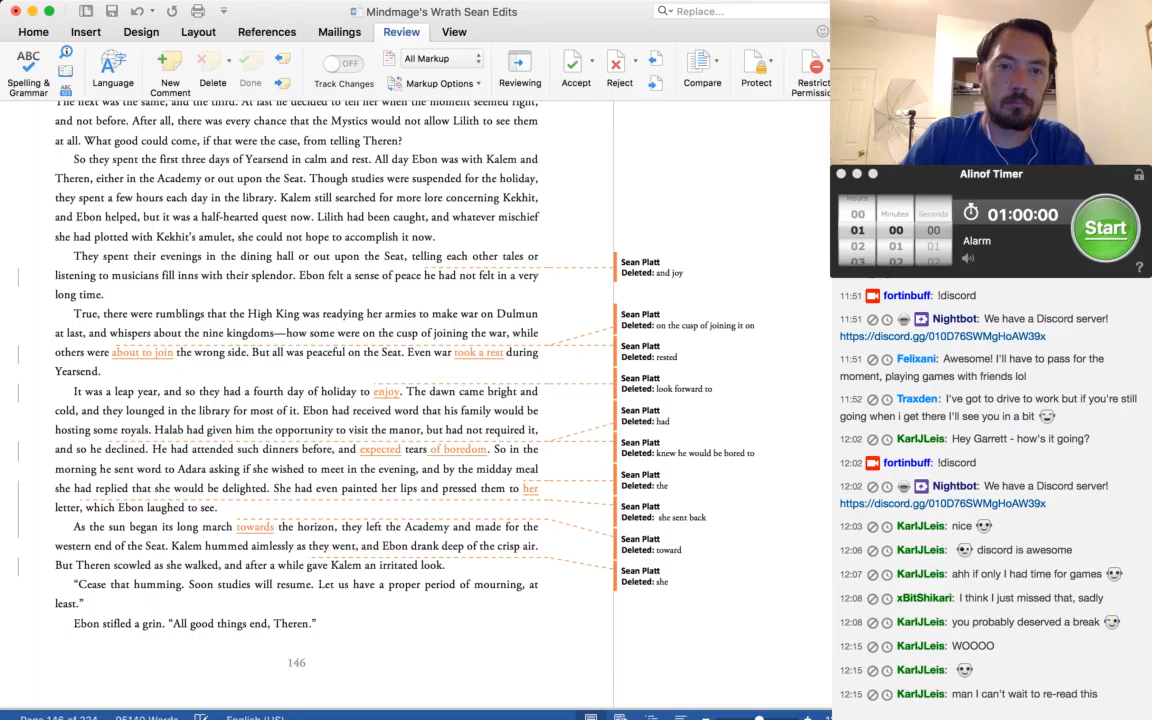 Mindmage's Wrath Sean Edits
Replace...
Home Insert Design Layout References Mailings Review View
ABC
Spelling &
Grammar
ABC
123
Language
New
Comment
Delete
Done
OFF
Track Changes
All Markup
Markup Options
Reviewing
Accept
Reject
Compare
Protect
Restrict
Permissio
The next was the same, and the third. At last he decided to tell her when the moment seemed right,
and not before. After all, there was every chance that the Mystics would not allow Lilith to see them
at all. What good could come, if that were the case, from telling Theren?
So they spent the first three days of Yearsend in calm and rest. All day Ebon was with Kalem and
Theren, either in the Academy or out upon the Seat. Though studies were suspended for the holiday,
they spent a few hours each day in the library. Kalem still searched for more lore concerning Kekhit,
and Ebon helped, but it was a half-hearted quest now. Lilith had been caught, and whatever mischief
she had plotted with Kekhit's amulet, she could not hope to accomplish it now.
They spent their evenings in the dining hall or out upon the Seat, telling each other tales or
listening to musicians fill inns with their splendor. Ebon felt a sense of peace he had not felt in a very
long time.
True, there were rumblings that the High King was readying her armies to make war on Dulmun
at last, and whispers about the nine kingdoms—how some were on the cusp of joining the war, while
others were about to join the wrong side. But all was peaceful on the Seat. Even war took a rest during
Yearsend.
It was a leap year, and so they had a fourth day of holiday to enjoy. The dawn came bright and
cold, and they lounged in the library for most of it. Ebon had received word that his family would be
hosting some royals. Halab had given him the opportunity to visit the manor, but had not required it,
and so he declined. He had attended such dinners before, and expected tears of boredom. So in the
morning he sent word to Adara asking if she wished to meet in the evening, and by the midday meal
she had replied that she would be delighted. She had even painted her lips and pressed them to her
letter, which Ebon laughed to see.
As the sun began its long march towards the horizon, they left the Academy and made for the
western end of the Seat. Kalem hummed aimlessly as they went, and Ebon drank deep of the crisp air.
But Theren scowled as she walked, and after a while gave Kalem an irritated look.
“Cease that humming. Soon studies will resume. Let us have a proper period of mourning, at
least.”
Ebon stifled a grin. “All good things end, Theren.”
146
Sean Platt
Deleted: and joy
Sean Platt
Deleted: on the cusp of joining it on
Sean Platt
Deleted: rested
Sean Platt
Deleted: look forward to
Sean Platt
Deleted: had
Sean Platt
Deleted: knew he would be bored to
Sean Platt
Deleted: the
Sean Platt
Deleted: she sent back
Sean Platt
Deleted: toward
Sean Platt
Deleted: she
Page 146 of 224 95140 Words English (US)
Alinof Timer
Hours Minutes Seconds
00
01 00 00
02 01 01
03 02 02
01:00:00
Alarm
Start
?
11:51 fortinbuff: !discord
11:51 Nightbot: We have a Discord server!
https://discord.gg/010D76SWMgHoAW39x
11:51 Felixani: Awesome! I'll have to pass for the
moment, playing games with friends lol
11:52 Traxden: I've got to drive to work but if you're still
going when i get there I'll see you in a bit
12:02 KarlJLeis: Hey Garrett - how's it going?
12:02 fortinbuff: !discord
12:02 Nightbot: We have a Discord server!
https://discord.gg/010D76SWMgHoAW39x
12:03 KarlJLeis: nice
12:06 KarlJLeis: discord is awesome
12:07 KarlJLeis: ahh if only I had time for games
12:08 xBitShikari: I think I just missed that, sadly
12:08 KarlJLeis: you probably deserved a break
12:15 KarlJLeis: WOOOO
12:15 KarlJLeis:
12:15 KarlJLeis: man I can't wait to re-read this